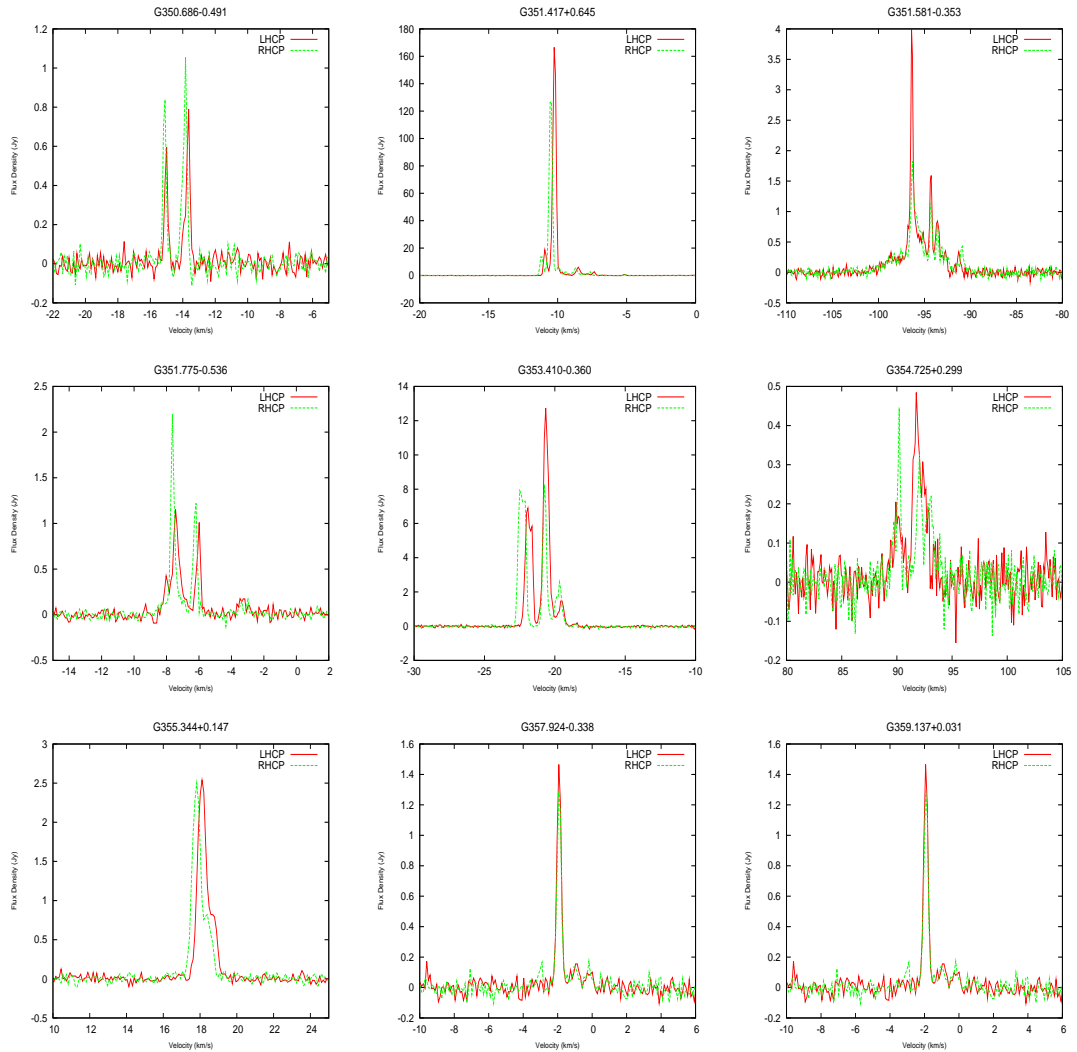 G350.686-0.491
1.2
1
0.8
0.6
0.4
0.2
0
-0.2
-22 -20 -18 -16 -14 -12 -10 -8 -6
Flux Density (Jy)
Velocity (km/s)
LHCP
RHCP
G351.417+0.645
180
160
140
120
100
80
60
40
20
0
-20
-20 -15 -10 -5 0
Flux Density (Jy)
Velocity (km/s)
LHCP
RHCP
G351.581-0.353
4
3.5
3
2.5
2
1.5
1
0.5
0
-0.5
-110 -105 -100 -95 -90 -85 -80
Flux Density (Jy)
Velocity (km/s)
LHCP
RHCP
G351.775-0.536
2.5
2
1.5
1
0.5
0
-0.5
-14 -12 -10 -8 -6 -4 -2 0 2
Flux Density (Jy)
Velocity (km/s)
LHCP
RHCP
G353.410-0.360
14
12
10
8
6
4
2
0
-2
-30 -25 -20 -15 -10
Flux Density (Jy)
Velocity (km/s)
LHCP
RHCP
G354.725+0.299
0.5
0.4
0.3
0.2
0.1
0
-0.1
-0.2
80 85 90 95 100 105
Flux Density (Jy)
Velocity (km/s)
LHCP
RHCP
G355.344+0.147
3
2.5
2
1.5
1
0.5
0
-0.5
10 12 14 16 18 20 22 24
Flux Density (Jy)
Velocity (km/s)
LHCP
RHCP
G357.924-0.338
1.6
1.4
1.2
1
0.8
0.6
0.4
0.2
0
-0.2
-10 -8 -6 -4 -2 0 2 4 6
Flux Density (Jy)
Velocity (km/s)
LHCP
RHCP
G359.137+0.031
1.6
1.4
1.2
1
0.8
0.6
0.4
0.2
0
-0.2
-10 -8 -6 -4 -2 0 2 4 6
Flux Density (Jy)
Velocity (km/s)
LHCP
RHCP